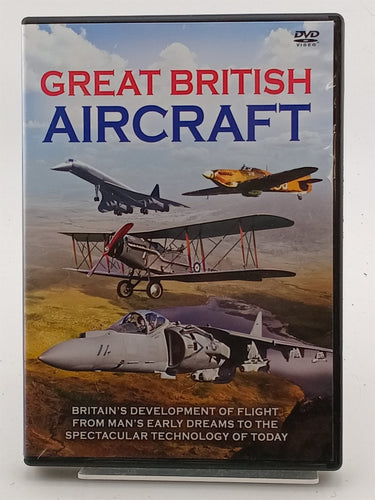 DVD
VIDEO
GREAT BRITISH
AIRCRAFT
11
BRITAIN'S DEVELOPMENT OF FLIGHT
FROM MAN'S EARLY DREAMS TO THE
SPECTACULAR TECHNOLOGY OF TODAY